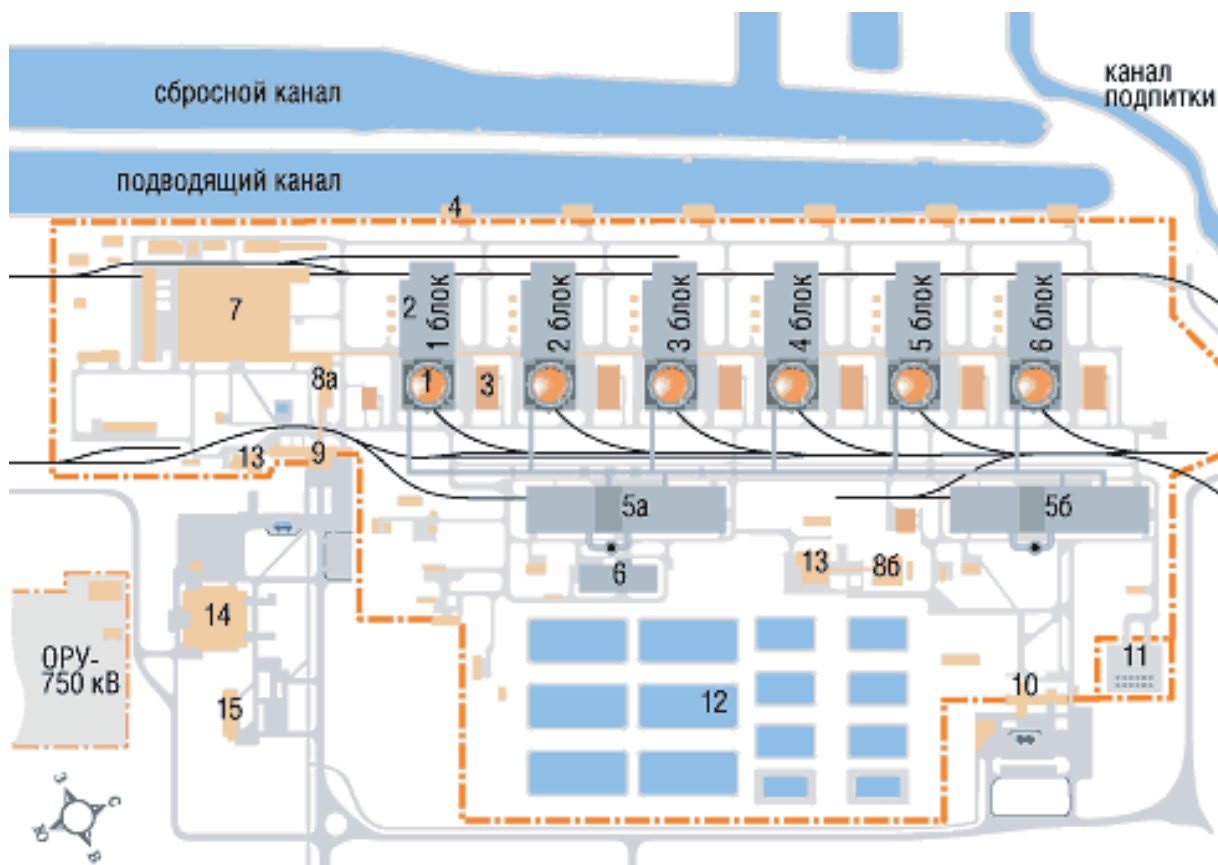 сбросной канал
канал
подпитки
подводящий канал
4
2
1 блок
2 блок
3 блок
4 блок
5 блок
6 блок
7
8а
1
3
13
9
5а
5б
6
13
8б
14
ОРУ-
750 кВ
15
12
11
10
З
С
Ю
В